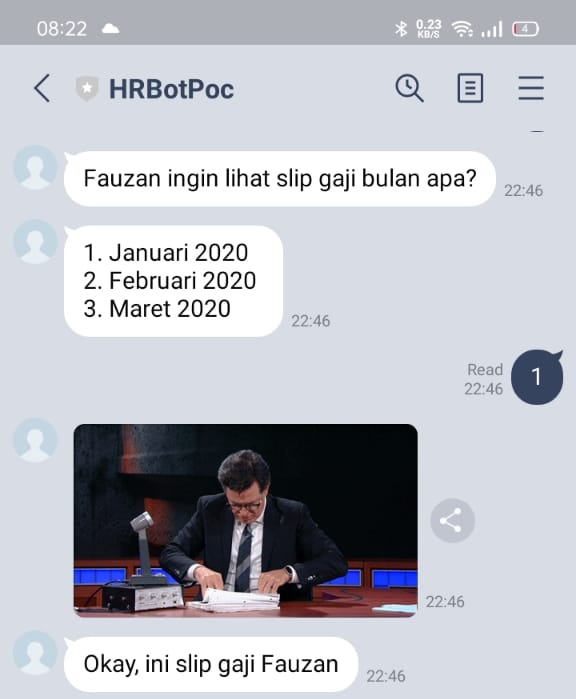 08:22
0.23
KB/S
4
HRBotPoc
Fauzan ingin lihat slip gaji bulan apa?
22:46
1. Januari 2020
2. Februari 2020
3. Maret 2020
22:46
Read
22:46
1
22:46
Okay, ini slip gaji Fauzan
22:46